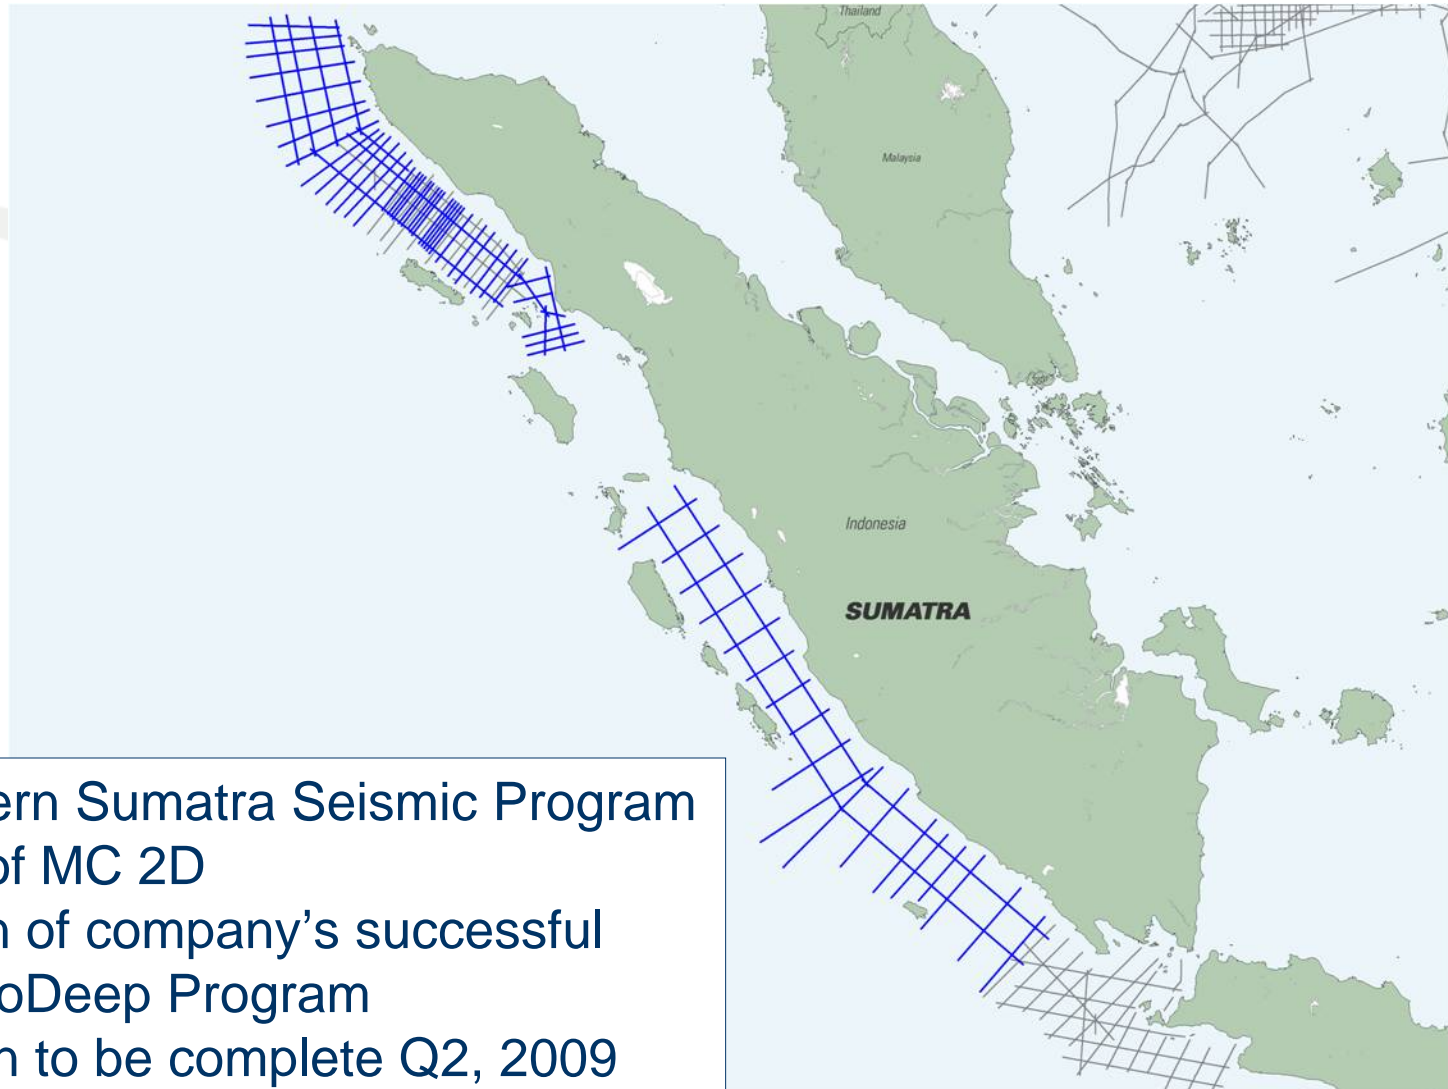 Thailand
Malaysia
Indonesia
SUMATRA
ern Sumatra Seismic Program
of MC 2D
n of company's successful
oDeep Program
n to be complete Q2, 2009